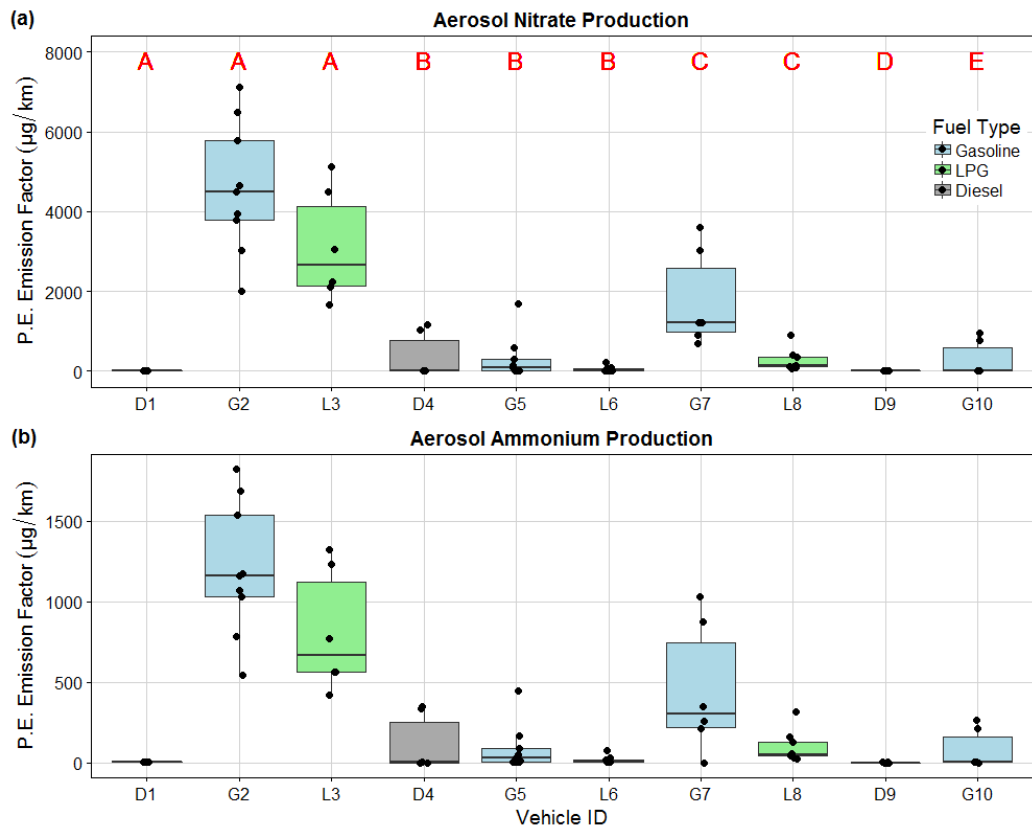 (a)
Aerosol Nitrate Production
A A A B B B C C D E
P.E. Emission Factor (µg/km)
8000
6000
4000
2000
0
Fuel Type
Gasoline
LPG
Diesel
D1 G2 L3 D4 G5 L6 G7 L8 D9 G10
(b)
Aerosol Ammonium Production
P.E. Emission Factor (µg/km)
1500
1000
500
0
D1 G2 L3 D4 G5 L6 G7 L8 D9 G10
Vehicle ID